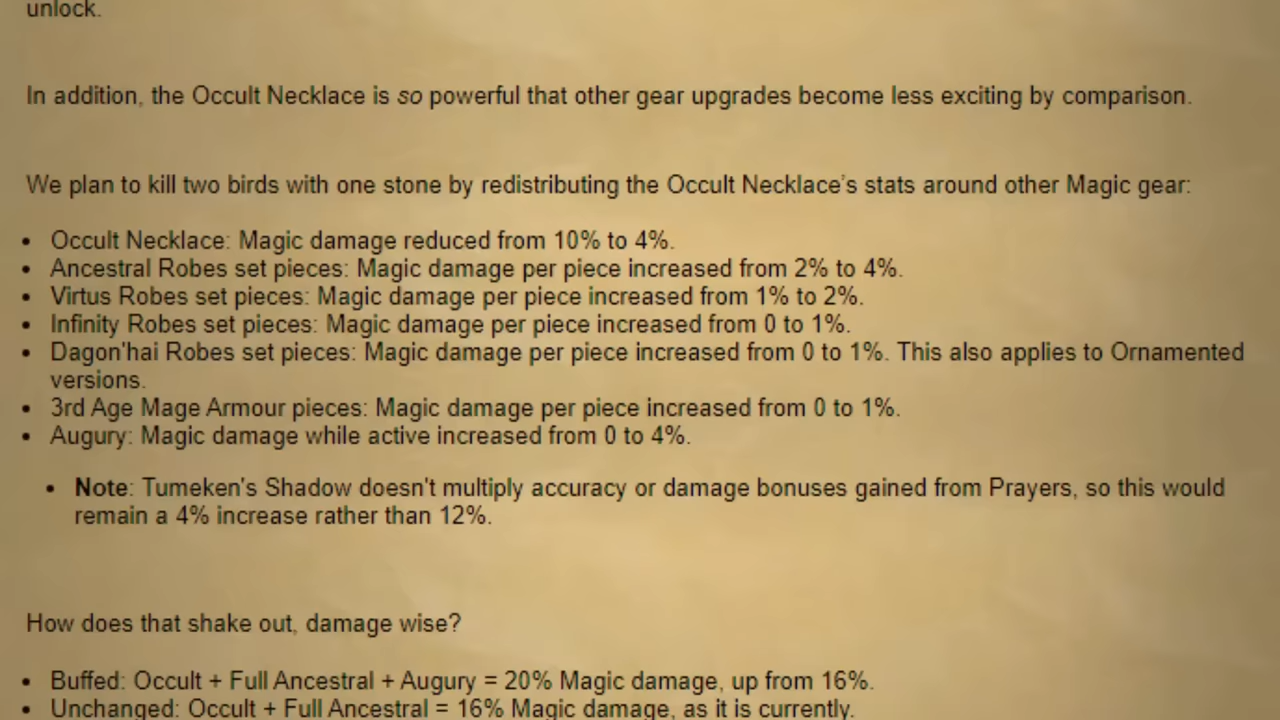 unlock.
In addition, the Occult Necklace is so powerful that other gear upgrades become less exciting by comparison.
We plan to kill two birds with one stone by redistributing the Occult Necklace's stats around other Magic gear:
• Occult Necklace: Magic damage reduced from 10% to 4%.
• Ancestral Robes set pieces: Magic damage per piece increased from 2% to 4%.
• Virtus Robes set pieces: Magic damage per piece increased from 1% to 2%.
• Infinity Robes set pieces: Magic damage per piece increased from 0 to 1%.
• Dagon'hai Robes set pieces: Magic damage per piece increased from 0 to 1%. This also applies to Ornamented
versions.
• 3rd Age Mage Armour pieces: Magic damage per piece increased from 0 to 1%.
• Augury: Magic damage while active increased from 0 to 4%.
• Note: Tumeken's Shadow doesn't multiply accuracy or damage bonuses gained from Prayers, so this would
remain a 4% increase rather than 12%.
How does that shake out, damage wise?
• Buffed: Occult + Full Ancestral + Augury = 20% Magic damage, up from 16%.
• Unchanged: Occult + Full Ancestral = 16% Magic damage, as it is currently.